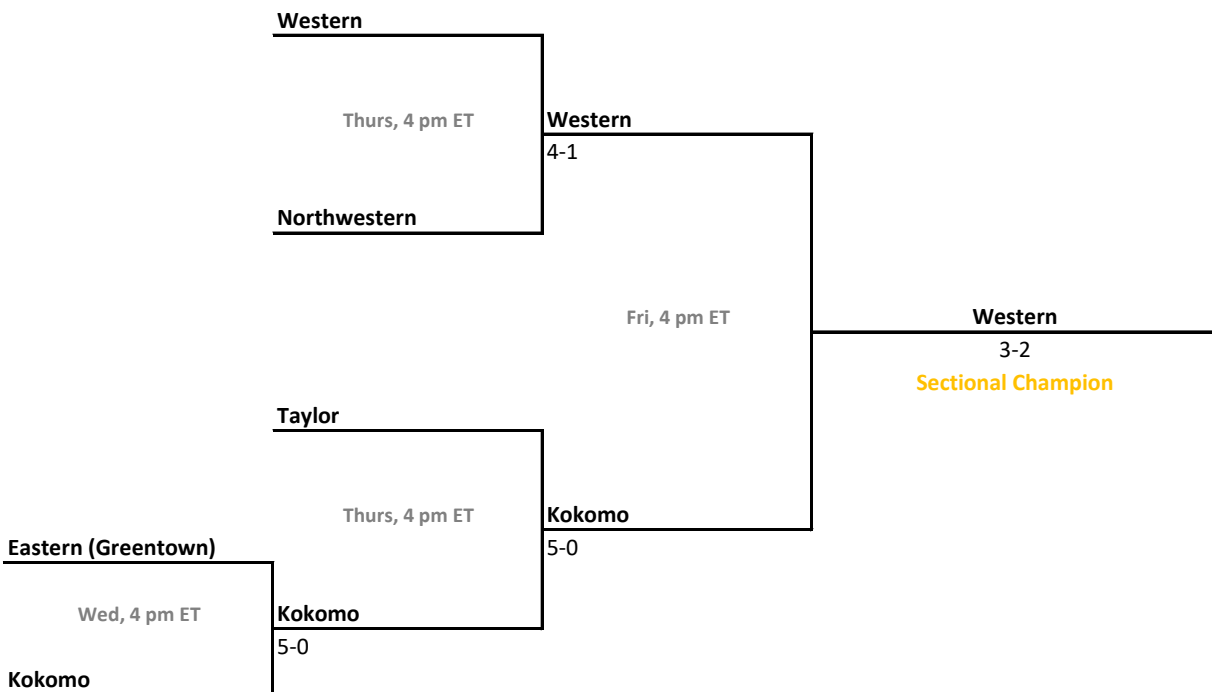 Western
Thurs, 4 pm ET
Western
4-1
Northwestern
Fri, 4 pm ET
Western
3-2
Sectional Champion
Taylor
Thurs, 4 pm ET
Kokomo
5-0
Eastern (Greentown)
Wed, 4 pm ET
Kokomo
5-0
Kokomo